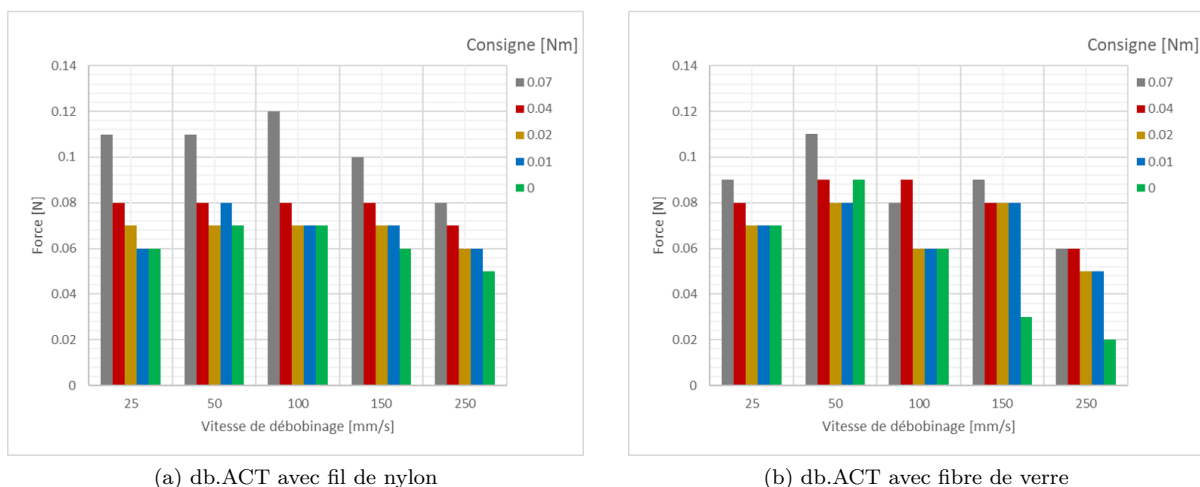 Consigne [Nm]
0.14
0.12
0.1
0.08
0.06
0.04
0.02
0
Force [N]
0.07
0.04
0.02
0.01
0
25 50 100 150 250
Vitesse de débobinage [mm/s]
(a) db.ACT avec fil de nylon
Consigne [Nm]
0.14
0.12
0.1
0.08
0.06
0.04
0.02
0
Force [N]
0.07
0.04
0.02
0.01
0
25 50 100 150 250
Vitesse de débobinage [mm/s]
(b) db.ACT avec fibre de verre